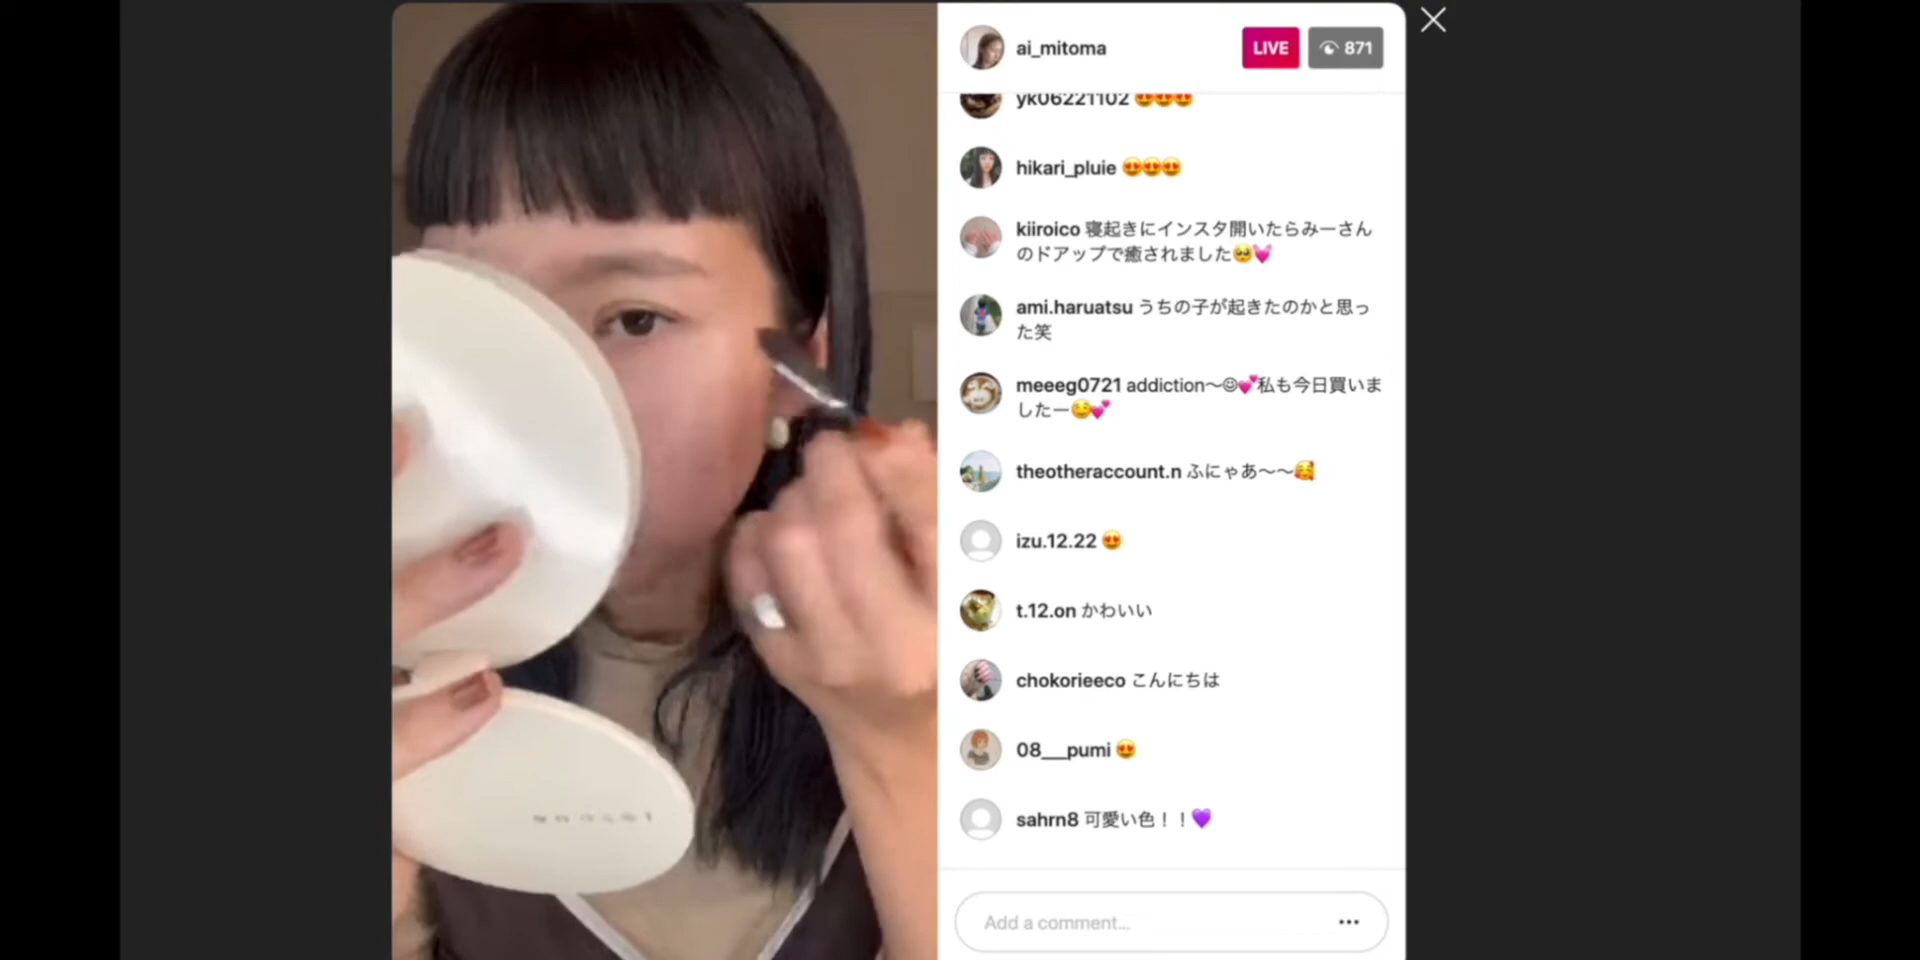 ai_mitoma
LIVE
871
yk06221102 😍😍😍
hikari_pluie 😍😍😍
kiiroico 寝起きにインスタ開いたらみーさん
のドアップで癒されました🥺💓
ami.haruatsu うちの子が起きたのかと思っ
た笑
meeeg0721 addiction〜☺💕私も今日買いま
したー☺️💕
theotheraccount.n ふにゃあ〜〜🥰
izu.12.22 😍
t.12.on かわいい
chokorieeco こんにちは
08___pumi 😍
sahrn8 可愛い色！！💜
Add a comment...